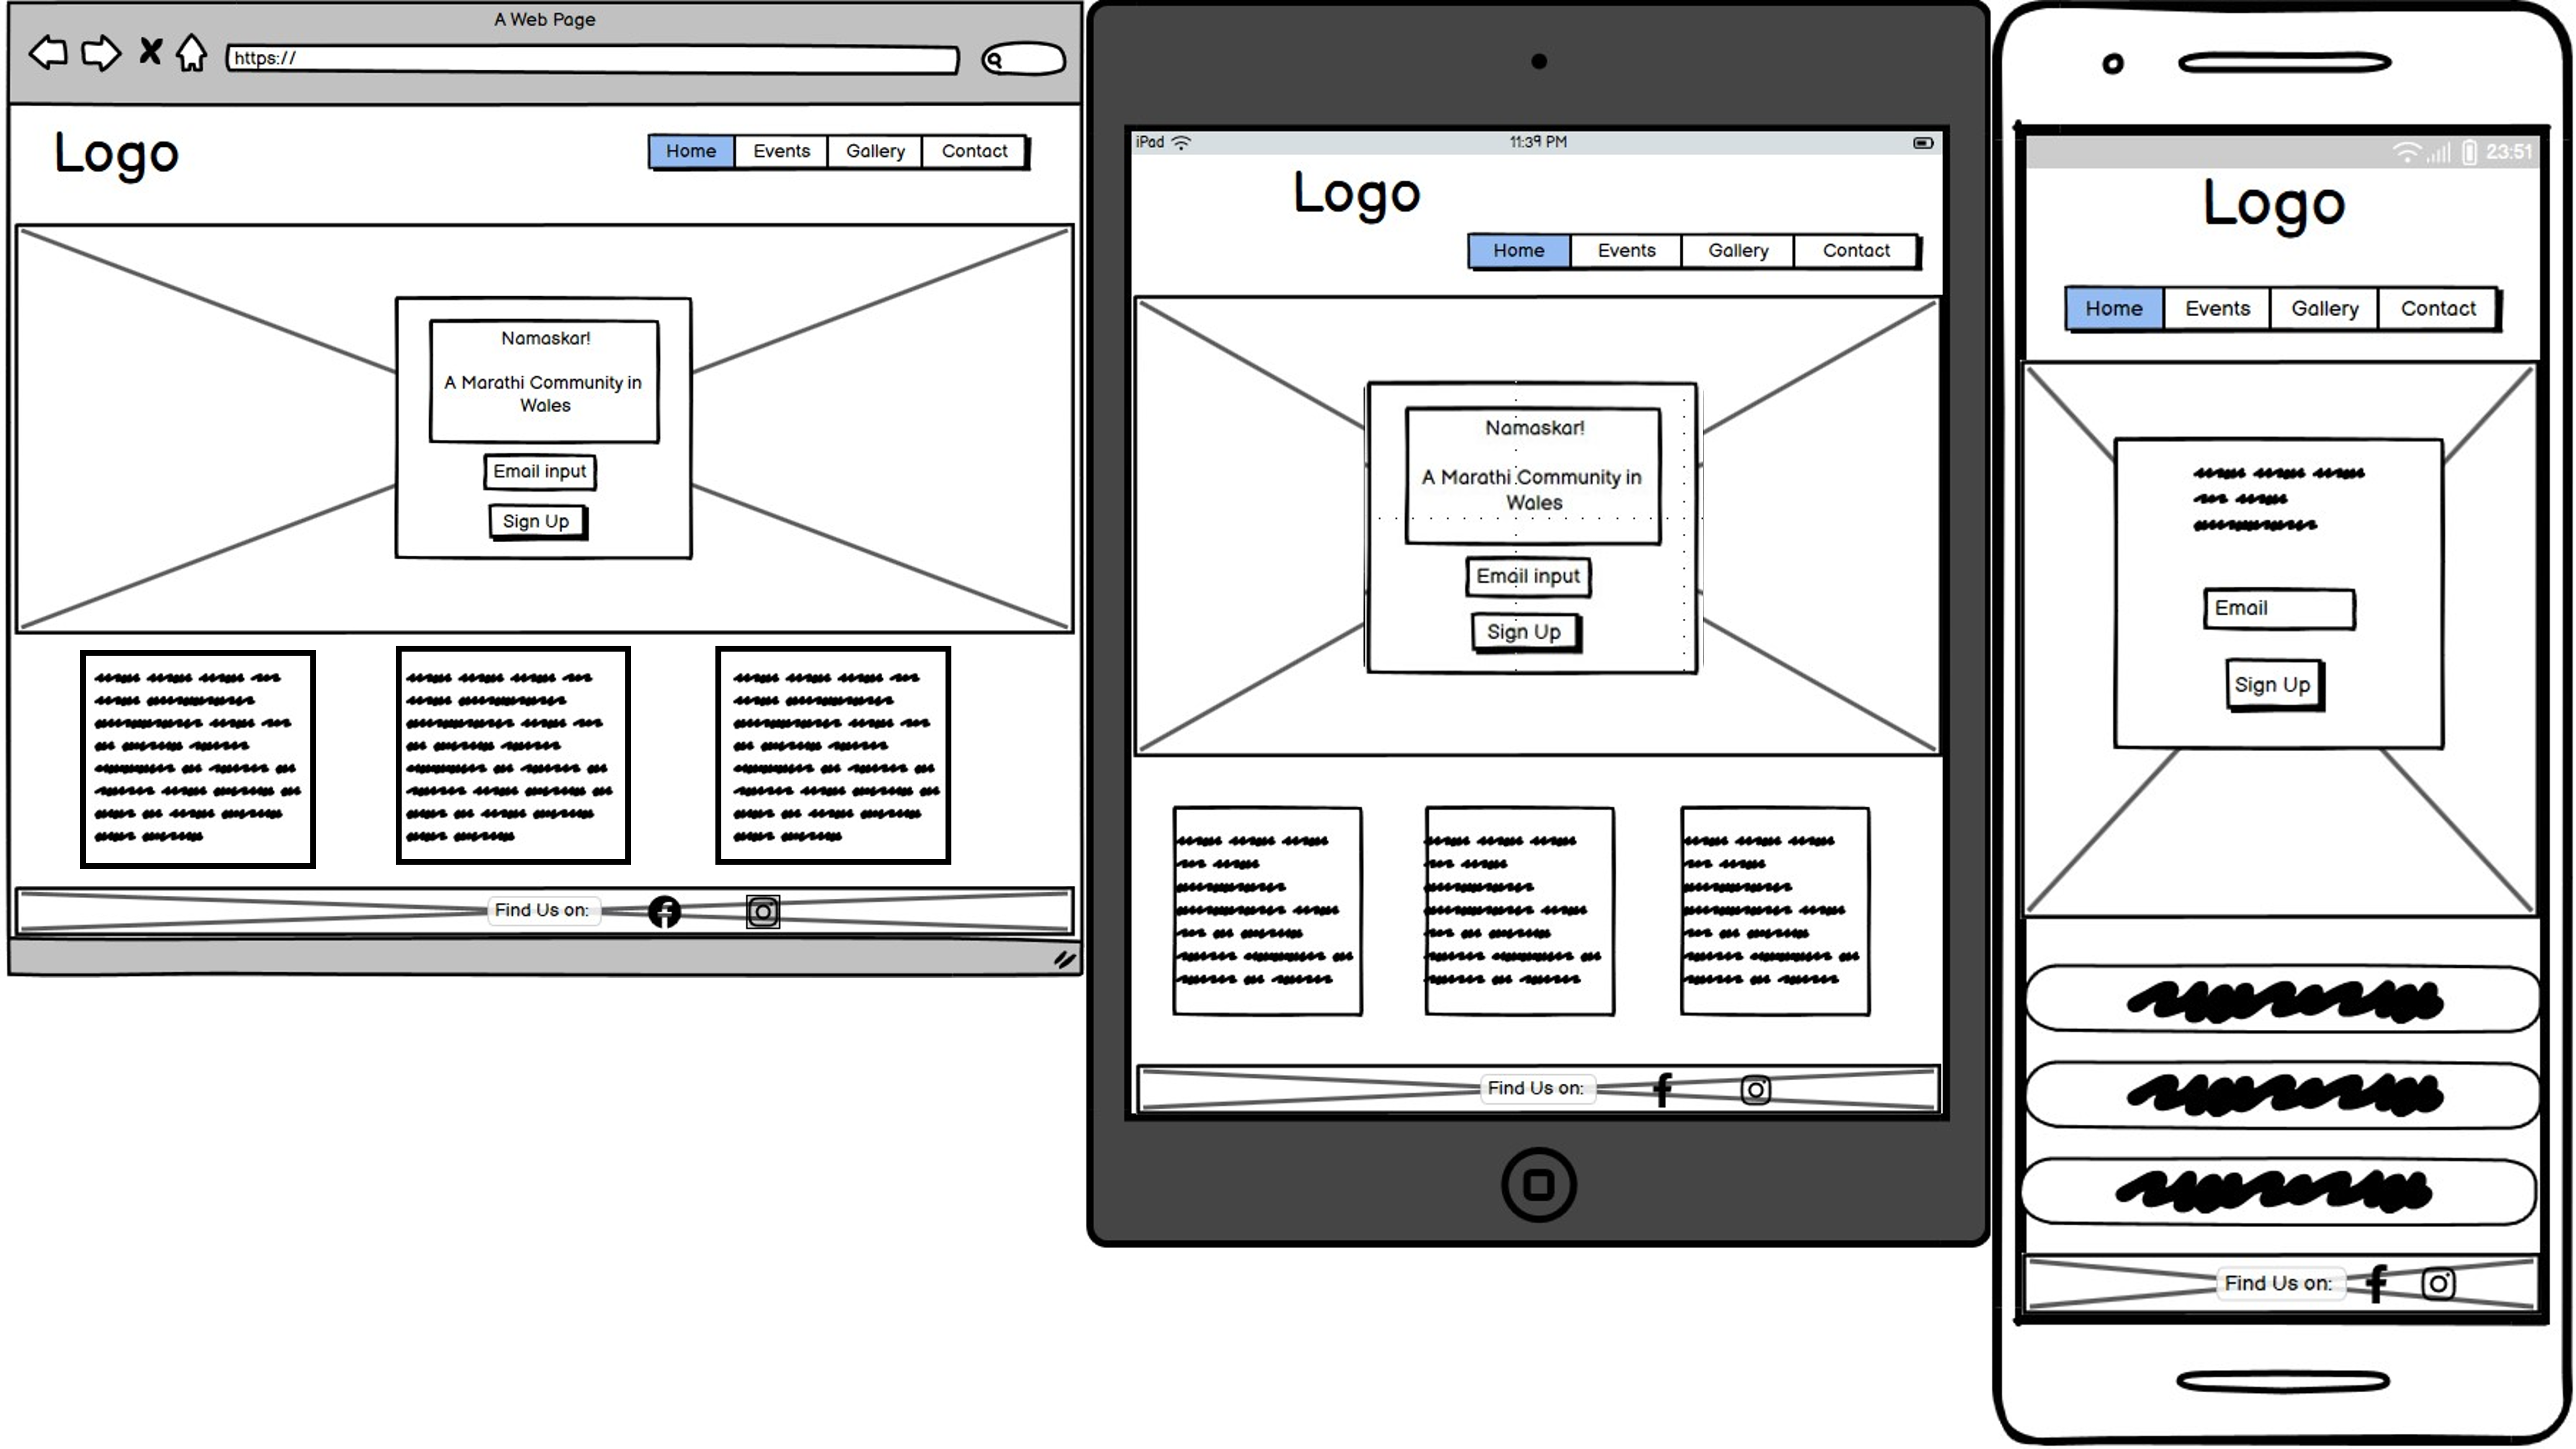 A Web Page
https://
Logo
Home Events Gallery Contact
Namaskar!
A Marathi Community in
Wales
Email input
Sign Up
Find Us on:
iPad 11:39 PM
Logo
Home Events Gallery Contact
Namaskar!
A Marathi Community in
Wales
Email input
Sign Up
Find Us on:
23:51
Logo
Home Events Gallery Contact
Email
Sign Up
Find Us on: